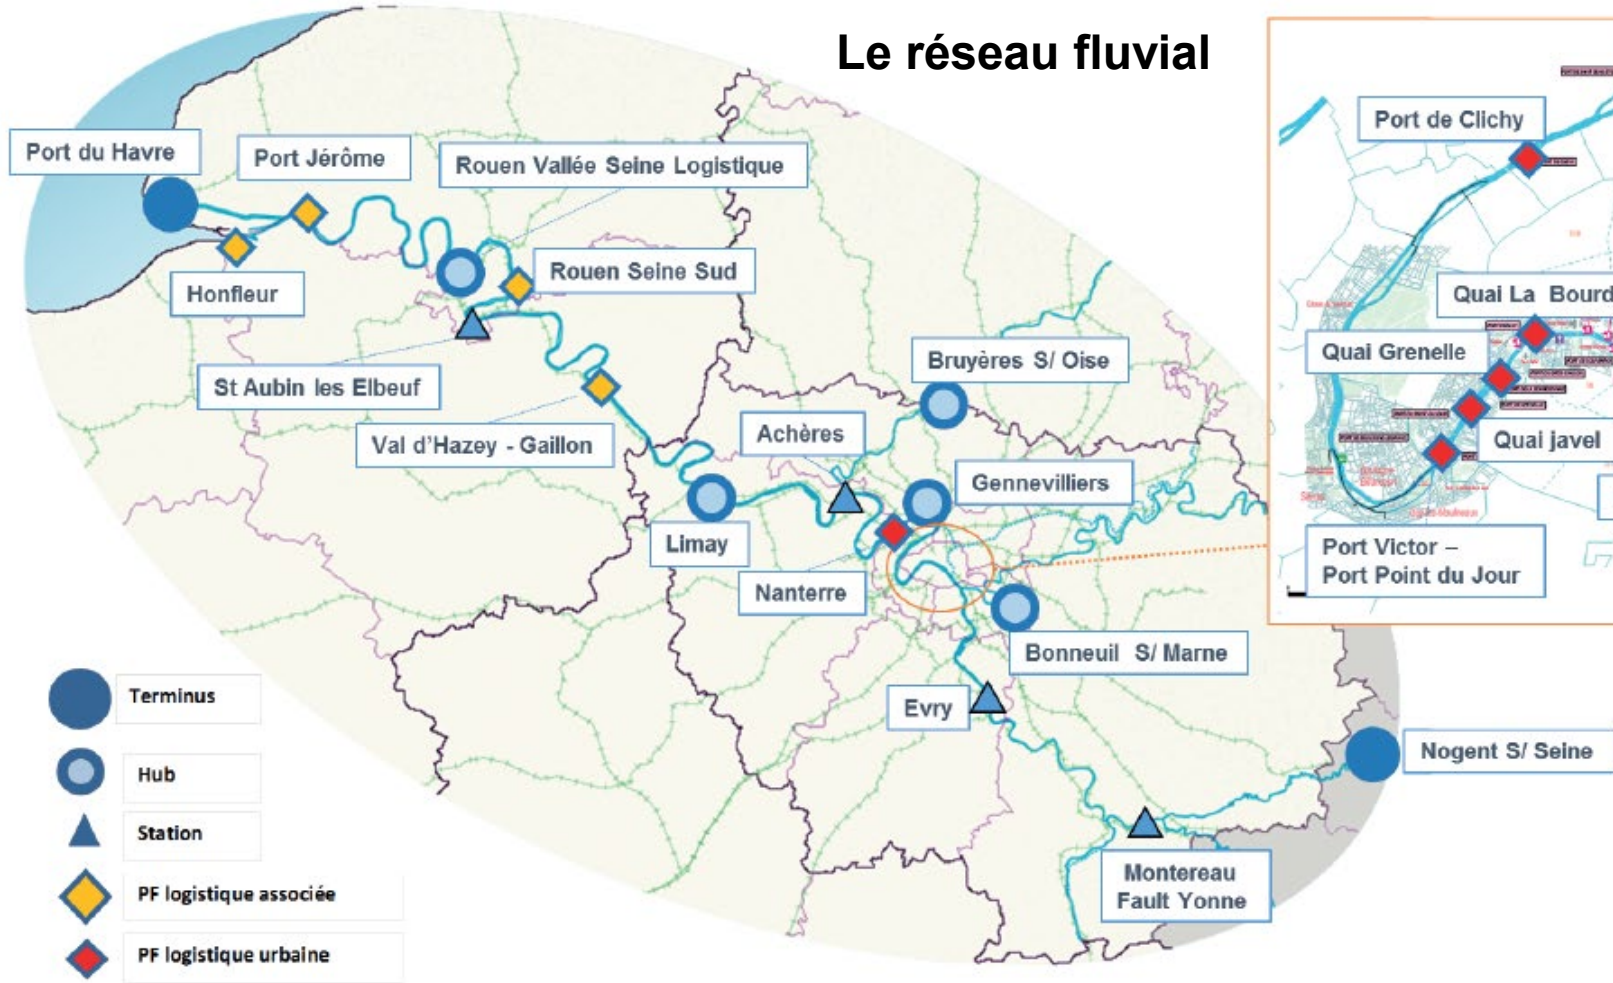 Le réseau fluvial
Port du Havre
Port Jérôme
Rouen Vallée Seine Logistique
Honfleur
Rouen Seine Sud
St Aubin les Elbeuf
Val d'Hazey - Gaillon
Bruyères S/ Oise
Achères
Gennevilliers
Limay
Nanterre
Bonneuil S/ Marne
Evry
Nogent S/ Seine
Montereau
Fault Yonne
Port de Clichy
Quai La Bourd
Quai Grenelle
Quai javel
Port Victor –
Port Point du Jour
Terminus
Hub
Station
PF logistique associée
PF logistique urbaine